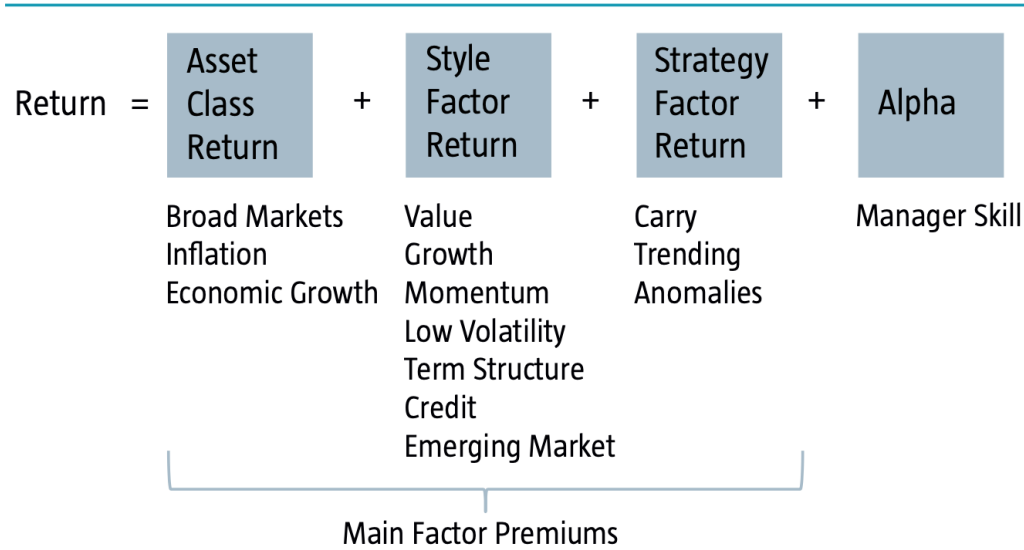 Return = Asset Class Return + Style Factor Return + Strategy Factor Return + Alpha
Broad Markets
Inflation
Economic Growth
Value
Growth
Momentum
Low Volatility
Term Structure
Credit
Emerging Market
Carry
Trending
Anomalies
Manager Skill
Main Factor Premiums